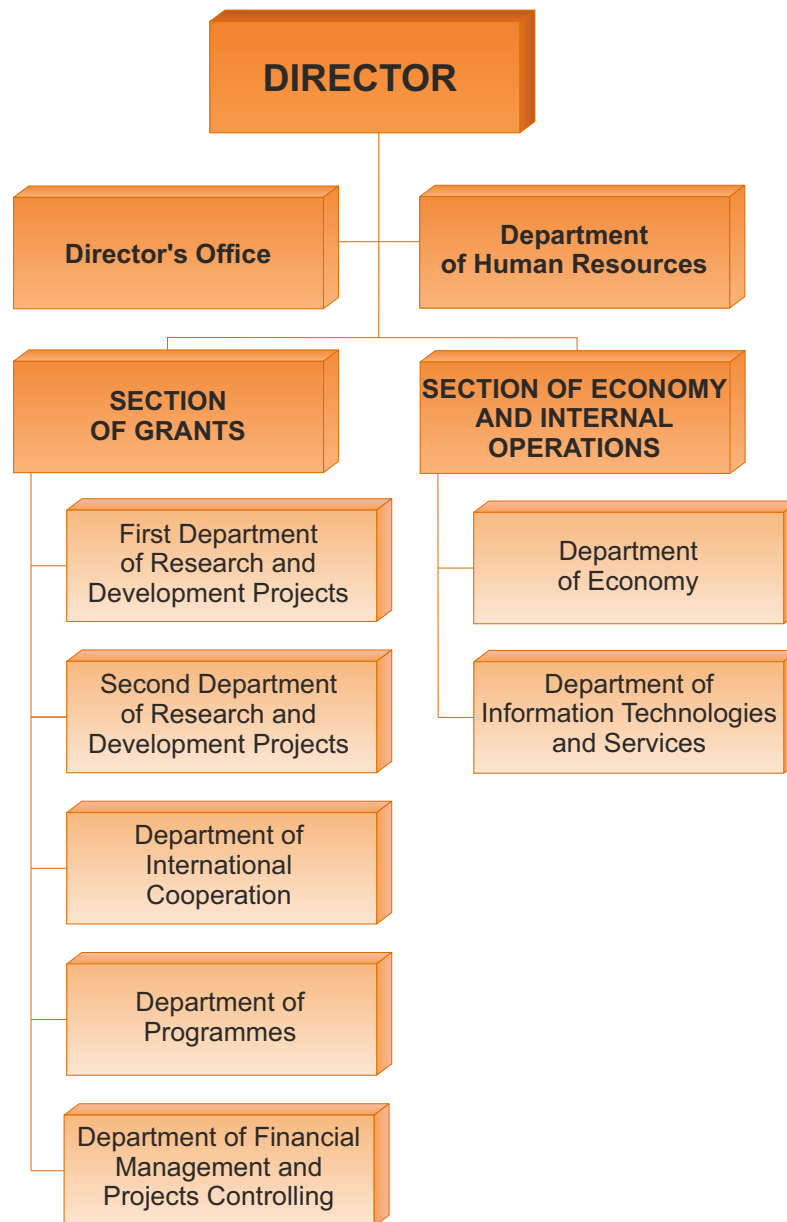 DIRECTOR
Director's Office
Department
of Human Resources
SECTION
OF GRANTS
SECTION OF ECONOMY
AND INTERNAL
OPERATIONS
First Department
of Research and
Development Projects
Second Department
of Research and
Development Projects
Department of
International
Cooperation
Department of
Programmes
Department of Financial
Management and
Projects Controlling
Department
of Economy
Department of
Information Technologies
and Services